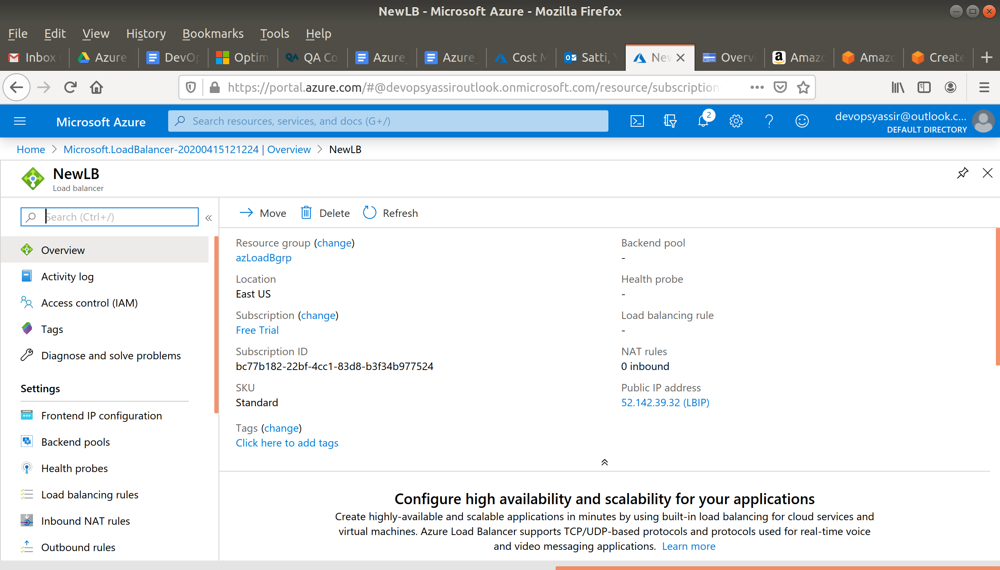 NewLB - Microsoft Azure - Mozilla Firefox
File Edit View History Bookmarks Tools Help
Inbox Azure DevOp Optim QA Co Azure_ Azure_ Cost M Satti, Y New Overvi Amazo Amazo Create
https://portal.azure.com/#@devopsyassiroutlook.onmicrosoft.com/resource/subscription
Microsoft Azure
Search resources, services, and docs (G+/)
2
devopsyassir@outlook.c...
DEFAULT DIRECTORY
Home > Microsoft.LoadBalancer-20200415121224 | Overview > NewLB
NewLB
Load balancer
Search (Ctrl+/)
«
Overview
Activity log
Access control (IAM)
Tags
Diagnose and solve problems
Settings
Frontend IP configuration
Backend pools
Health probes
Load balancing rules
Inbound NAT rules
Outbound rules
Move Delete Refresh
Resource group (change)
azLoadBgrp
Location
East US
Subscription (change)
Free Trial
Subscription ID
bc77b182-22bf-4cc1-83d8-b3f34b977524
SKU
Standard
Tags (change)
Click here to add tags
Backend pool
-
Health probe
-
Load balancing rule
-
NAT rules
0 inbound
Public IP address
52.142.39.32 (LBIP)
Configure high availability and scalability for your applications
Create highly-available and scalable applications in minutes by using built-in load balancing for cloud services and
virtual machines. Azure Load Balancer supports TCP/UDP-based protocols and protocols used for real-time voice
and video messaging applications. Learn more